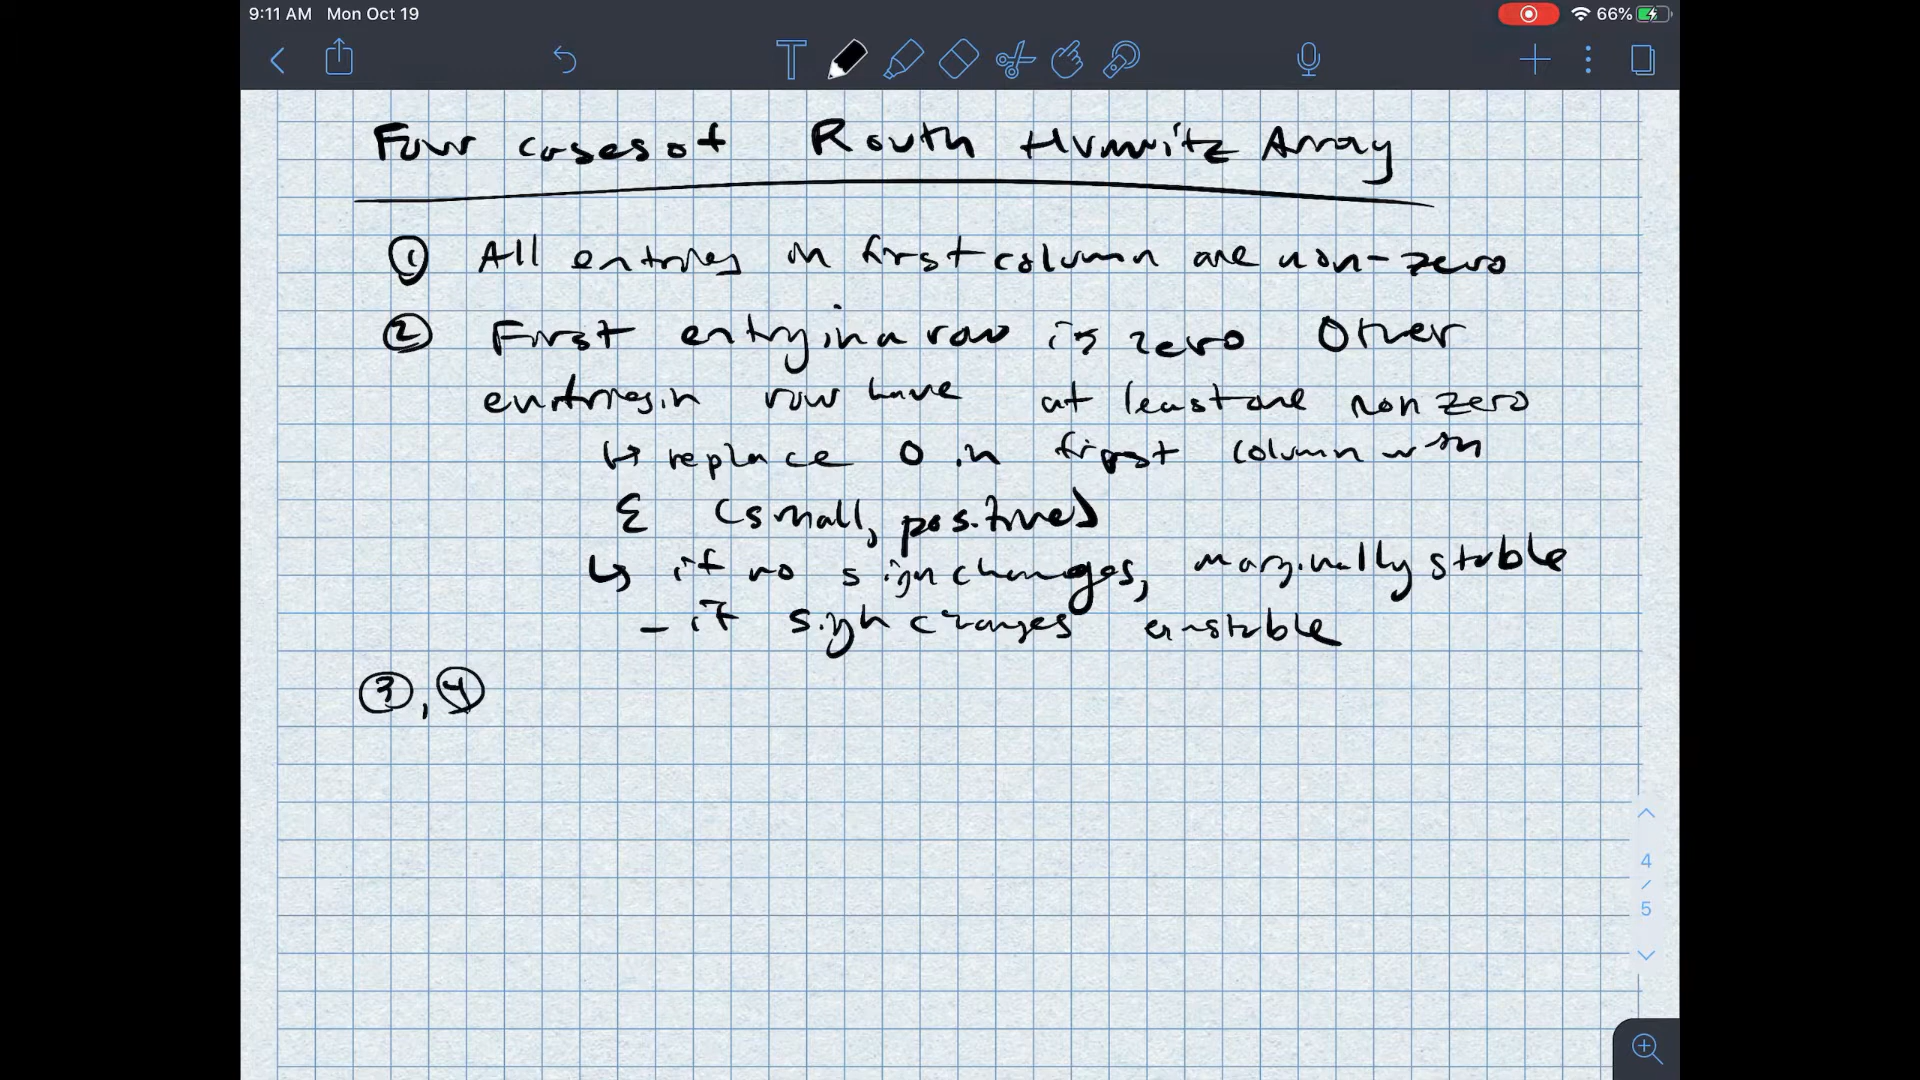 9:11 AM Mon Oct 19
66%
Four cases of Routh Hurwitz Array
① All entries in first column are non-zero
② First entry in a row is zero Other
entries in row have at least one non zero
↳ replace 0 in first column with
ε (small, positive)
↳ if no sign changes, marginally stable
- if sign changes unstable
③, ④
4
/
5